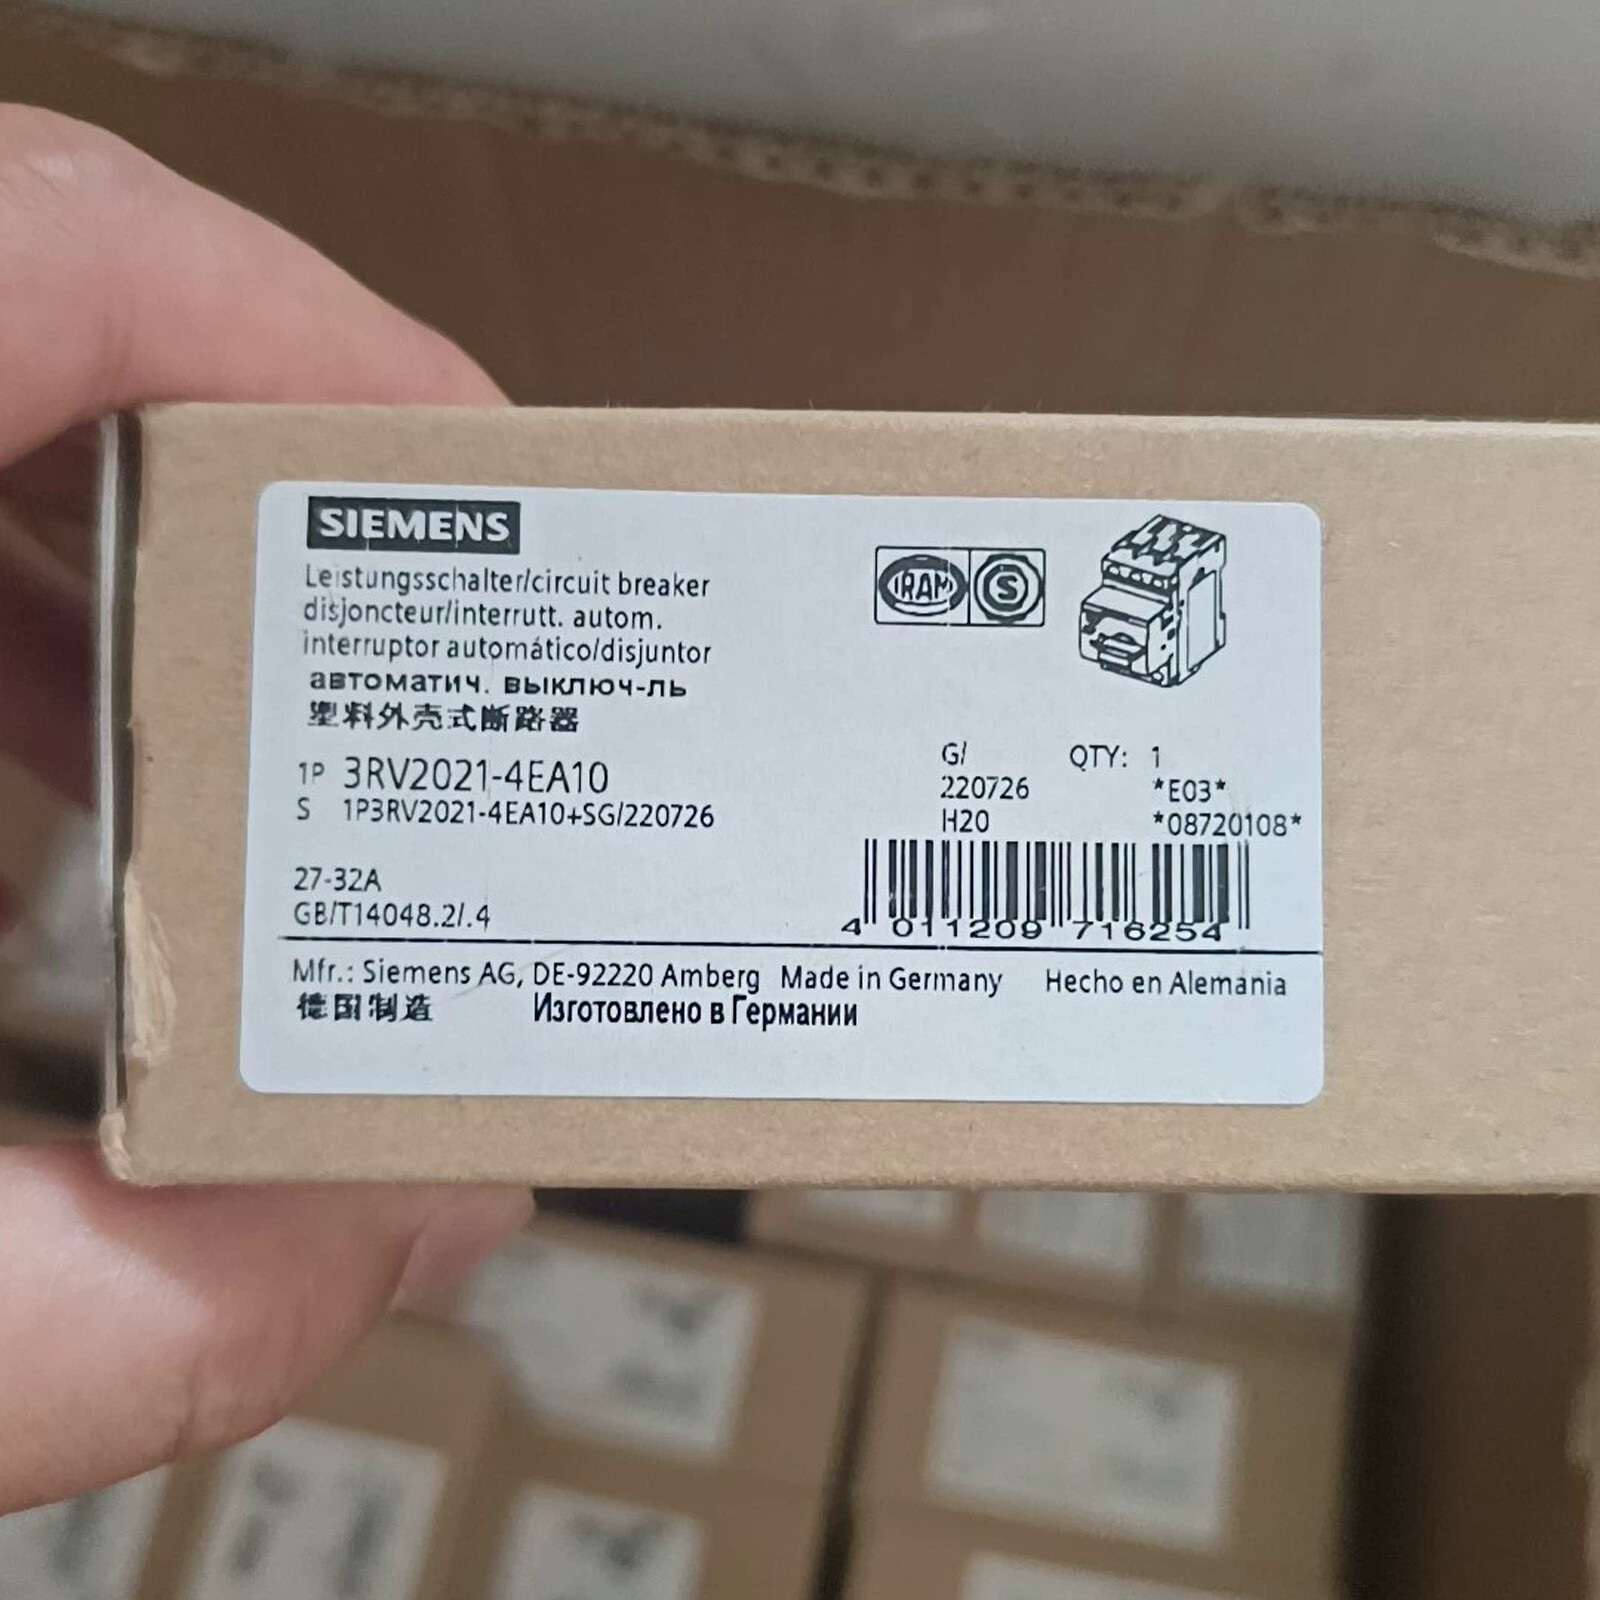 SIEMENS
Leistungsschalter/circuit breaker
disjoncteur/interrutt. autom.
interruptor automático/disjuntor
автоматич. выключ-ль
塑料外壳式断路器
IRAM S
1P 3RV2021-4EA10
S 1P3RV2021-4EA10+SG/220726
G/ QTY: 1
220726 *E03*
H20 *08720108*
27-32A
GB/T14048.2/.4
4 011209 716254
Mfr.: Siemens AG, DE-92220 Amberg Made in Germany Hecho en Alemania
德国制造 Изготовлено в Германии